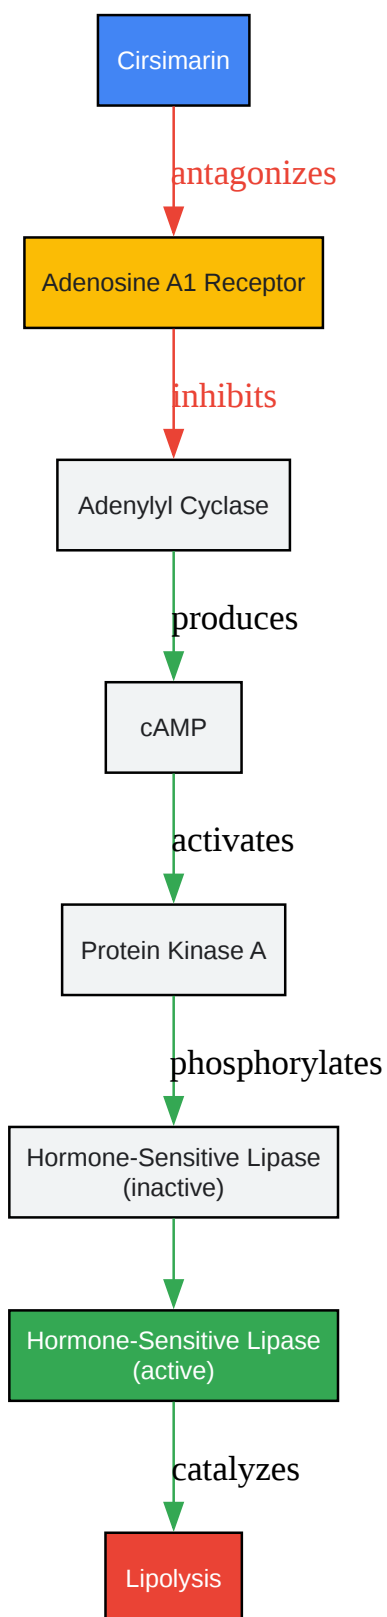 Cirsimarin
antagonizes
Adenosine A1 Receptor
inhibits
Adenylyl Cyclase
produces
cAMP
activates
Protein Kinase A
phosphorylates
Hormone-Sensitive Lipase
(inactive)
Hormone-Sensitive Lipase
(active)
catalyzes
Lipolysis